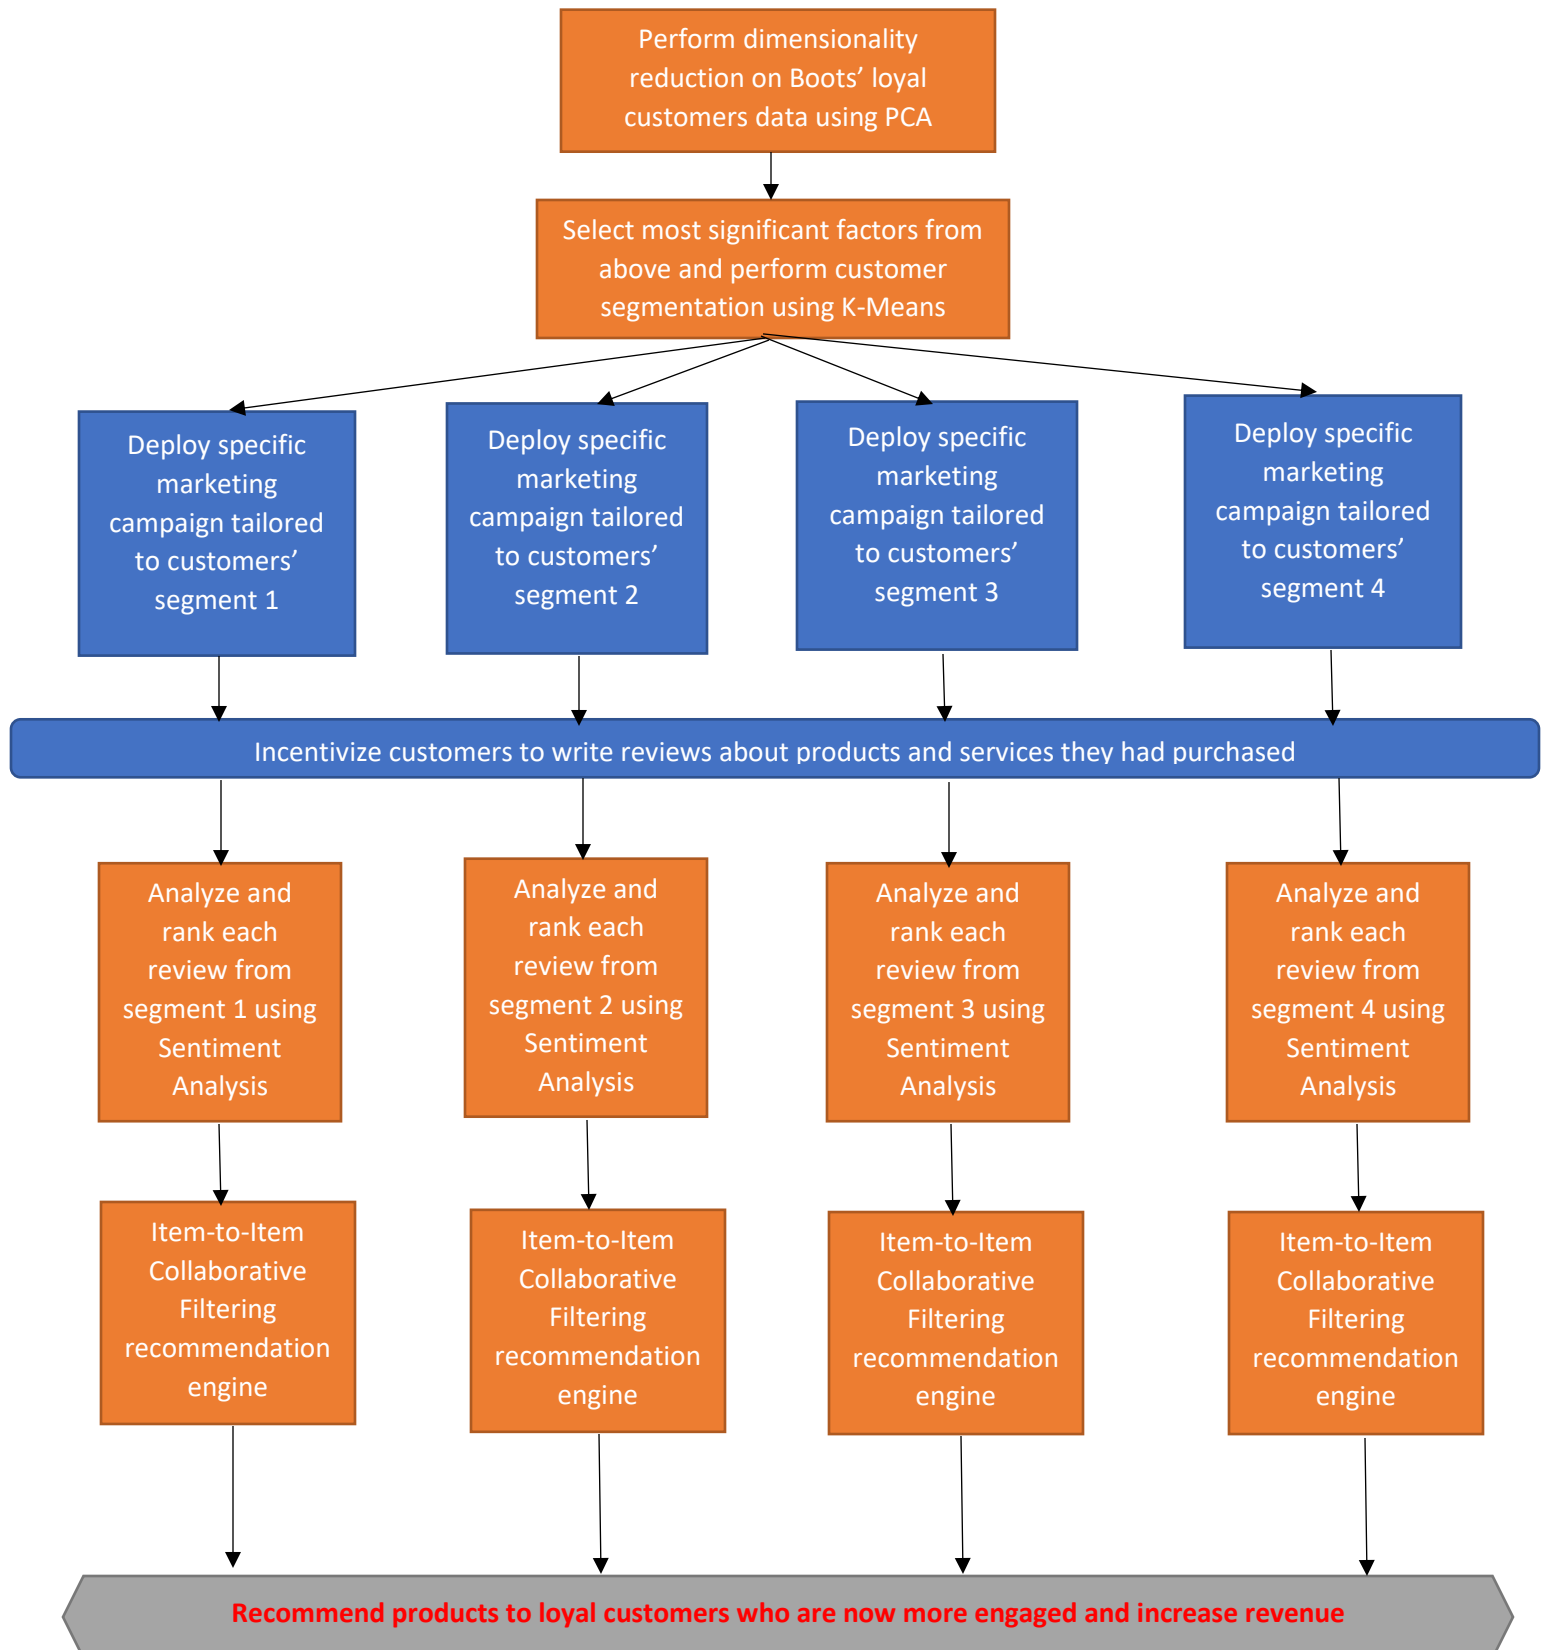 Perform dimensionality
reduction on Boots’ loyal
customers data using PCA
Select most significant factors from
above and perform customer
segmentation using K-Means
Deploy specific
marketing
campaign tailored
to customers’
segment 1
Deploy specific
marketing
campaign tailored
to customers’
segment 2
Deploy specific
marketing
campaign tailored
to customers’
segment 3
Deploy specific
marketing
campaign tailored
to customers’
segment 4
Incentivize customers to write reviews about products and services they had purchased
Analyze and
rank each
review from
segment 1 using
Sentiment
Analysis
Analyze and
rank each
review from
segment 2 using
Sentiment
Analysis
Analyze and
rank each
review from
segment 3 using
Sentiment
Analysis
Analyze and
rank each
review from
segment 4 using
Sentiment
Analysis
Item-to-Item
Collaborative
Filtering
recommendation
engine
Item-to-Item
Collaborative
Filtering
recommendation
engine
Item-to-Item
Collaborative
Filtering
recommendation
engine
Item-to-Item
Collaborative
Filtering
recommendation
engine
Recommend products to loyal customers who are now more engaged and increase revenue